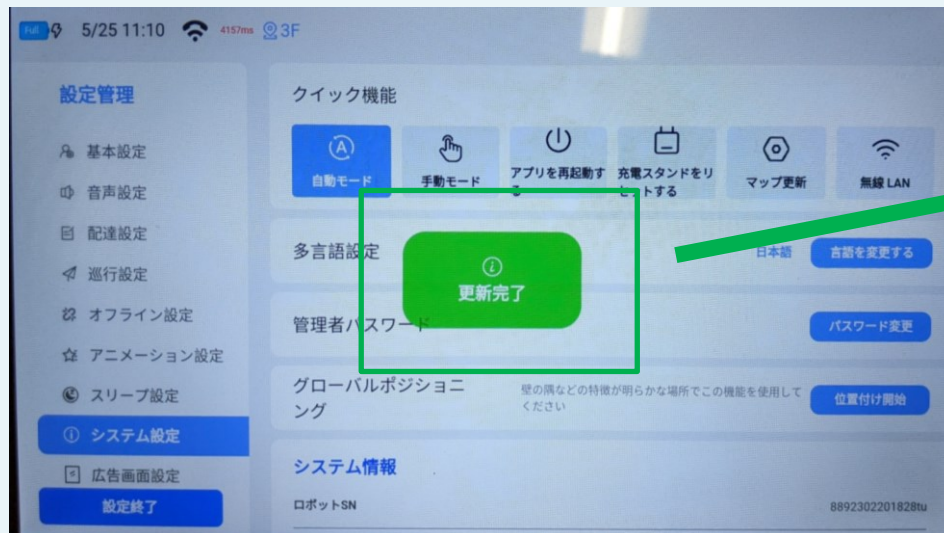 Full 5/25 11:10 4157ms 3F
設定管理
基本設定
音声設定
配達設定
巡行設定
オフライン設定
アニメーション設定
スリープ設定
システム設定
広告画面設定
設定終了
クイック機能
自動モード
手動モード
アプリを再起動す
る
充電スタンドをリ
セットする
マップ更新
無線 LAN
多言語設定
日本語
言語を変更する
更新完了
管理者パスワード
パスワード変更
グローバルポジショニ
ング
壁の隅などの特徴が明らかな場所でこの機能を使用して
ください
位置付け開始
システム情報
ロボットSN
8892302201828tu